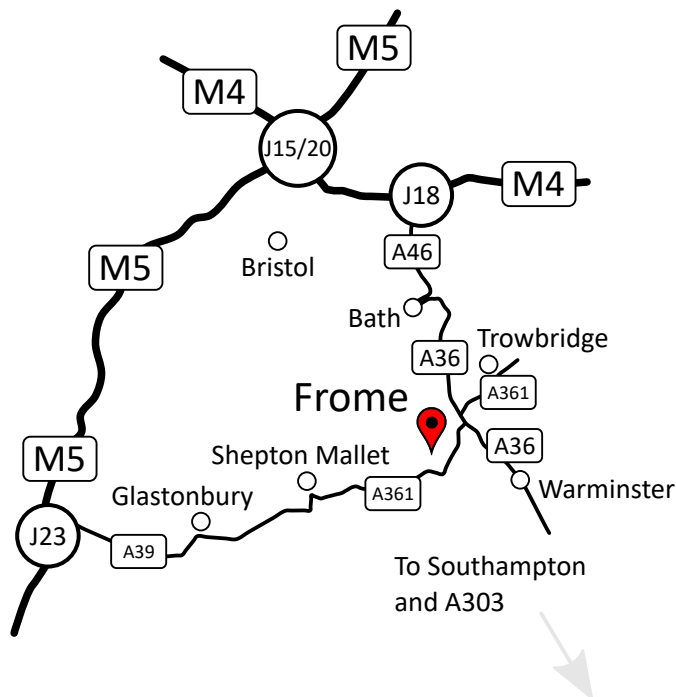 M5
M4
J15/20
J18
M4
A46
Bristol
M5
Bath
Trowbridge
A36
A361
Frome
A36
Shepton Mallet
M5
A361
Warminster
Glastonbury
J23
A39
To Southampton
and A303